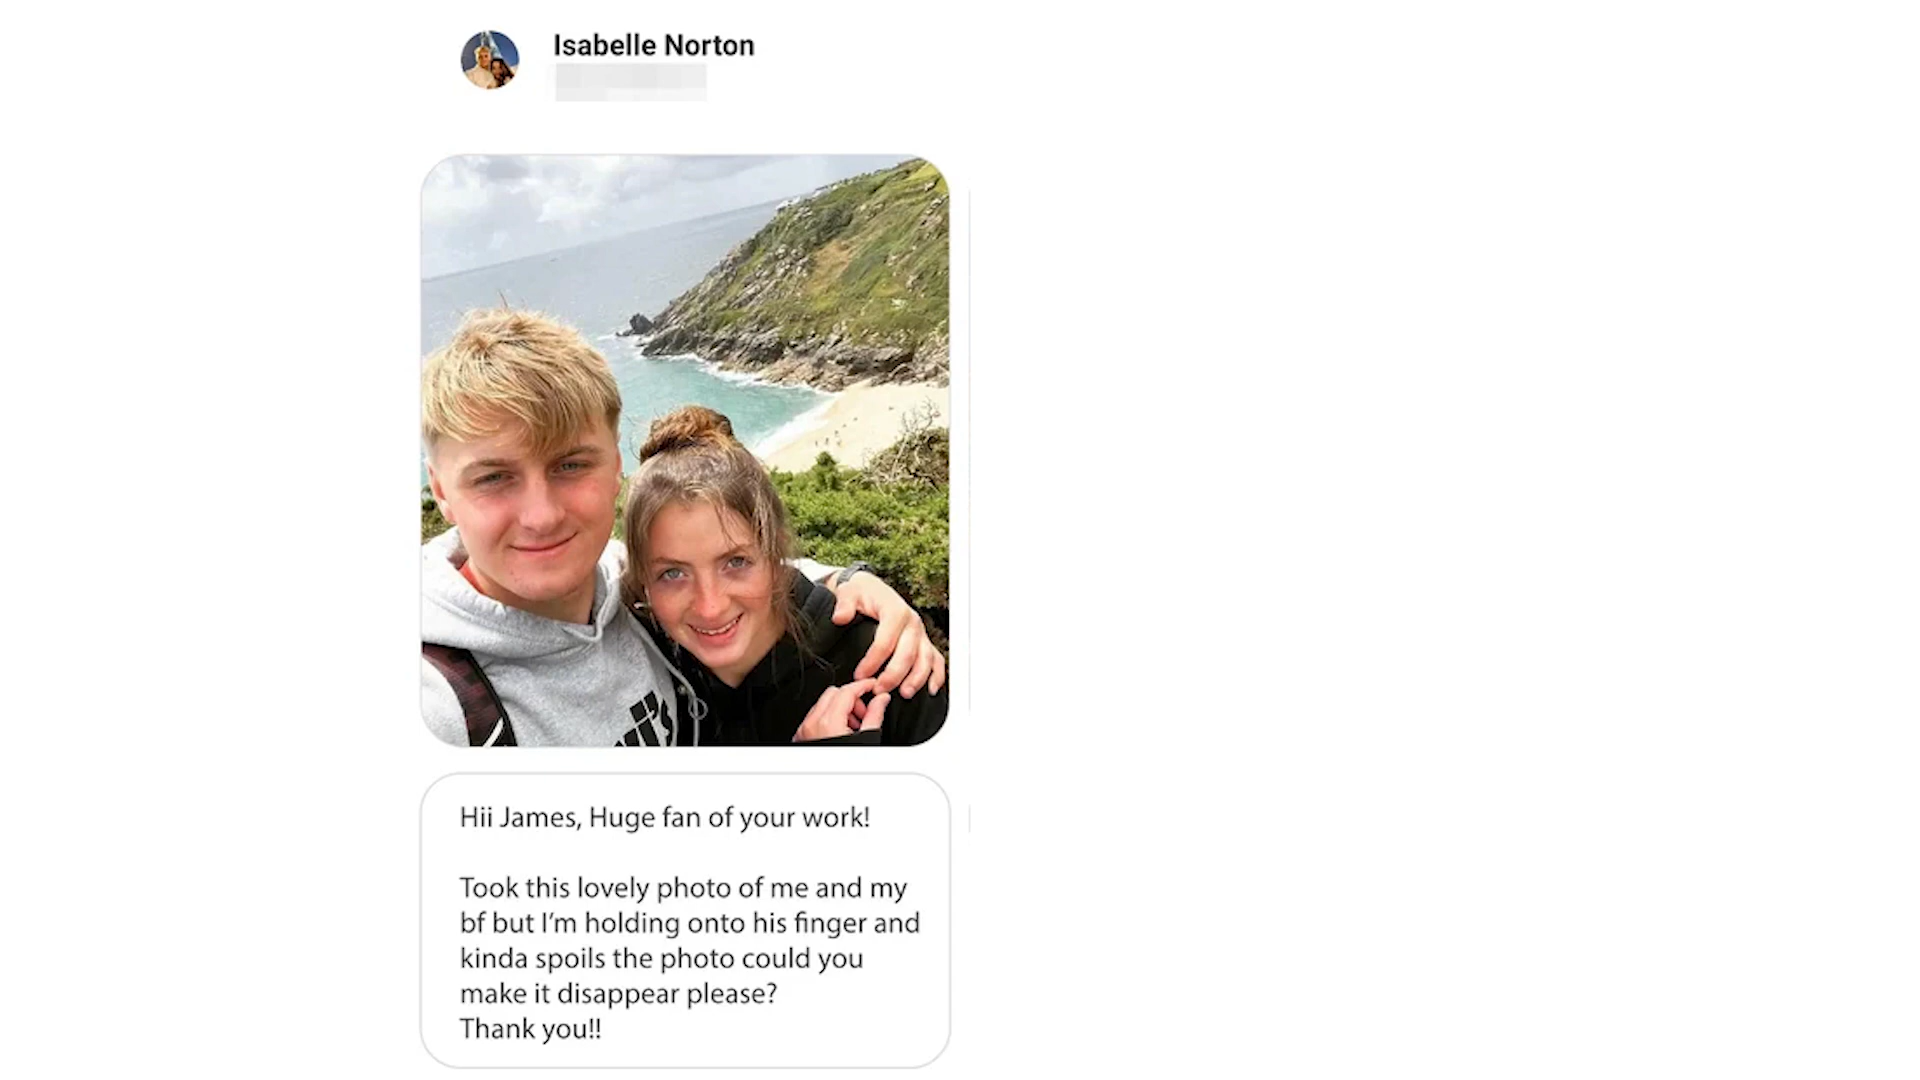 Isabelle Norton
Hii James, Huge fan of your work!
Took this lovely photo of me and my
bf but I'm holding onto his finger and
kinda spoils the photo could you
make it disappear please?
Thank you!!